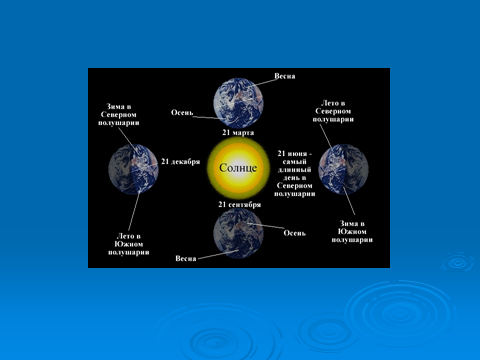 Весна
Осень
21 марта
Зима в
Северном
полушарии
Лето в
Северном
полушарии
21 декабря
Солнце
21 июня -
самый
длинный
день в
Северном
полушарии
21 сентября
Лето в
Южном
полушарии
Осень
Весна
Зима в
Южном
полушарии